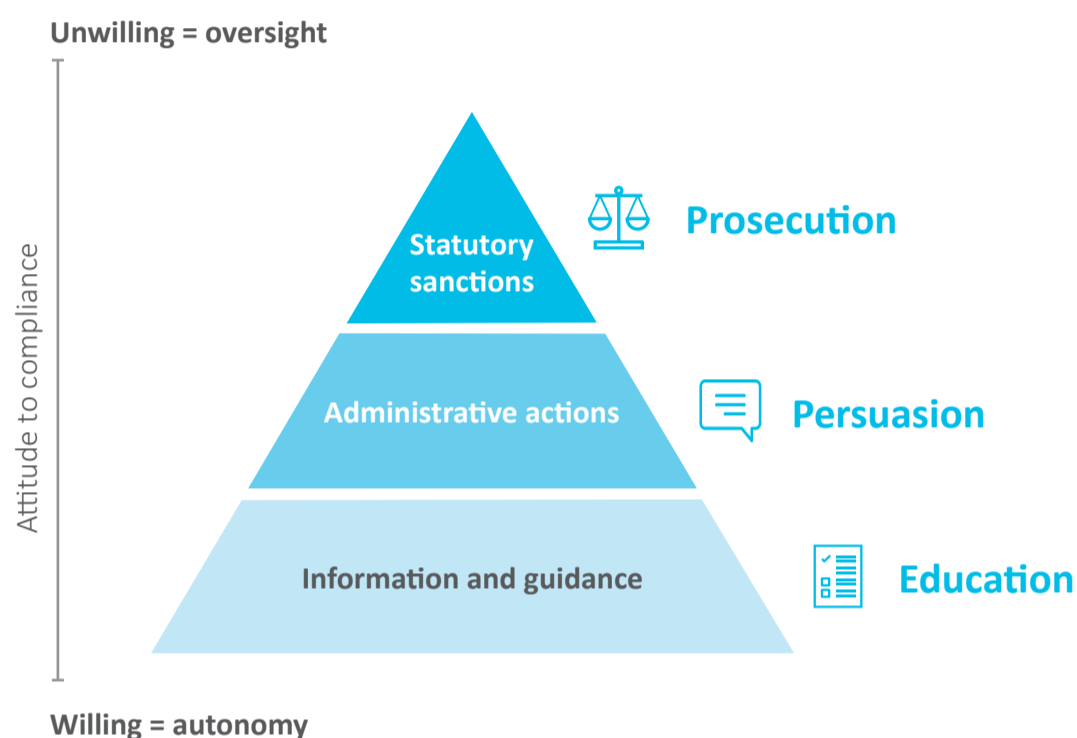 Unwilling = oversight
Attitude to compliance
Statutory
sanctions
Prosecution
Administrative actions
Persuasion
Information and guidance
Education
Willing = autonomy